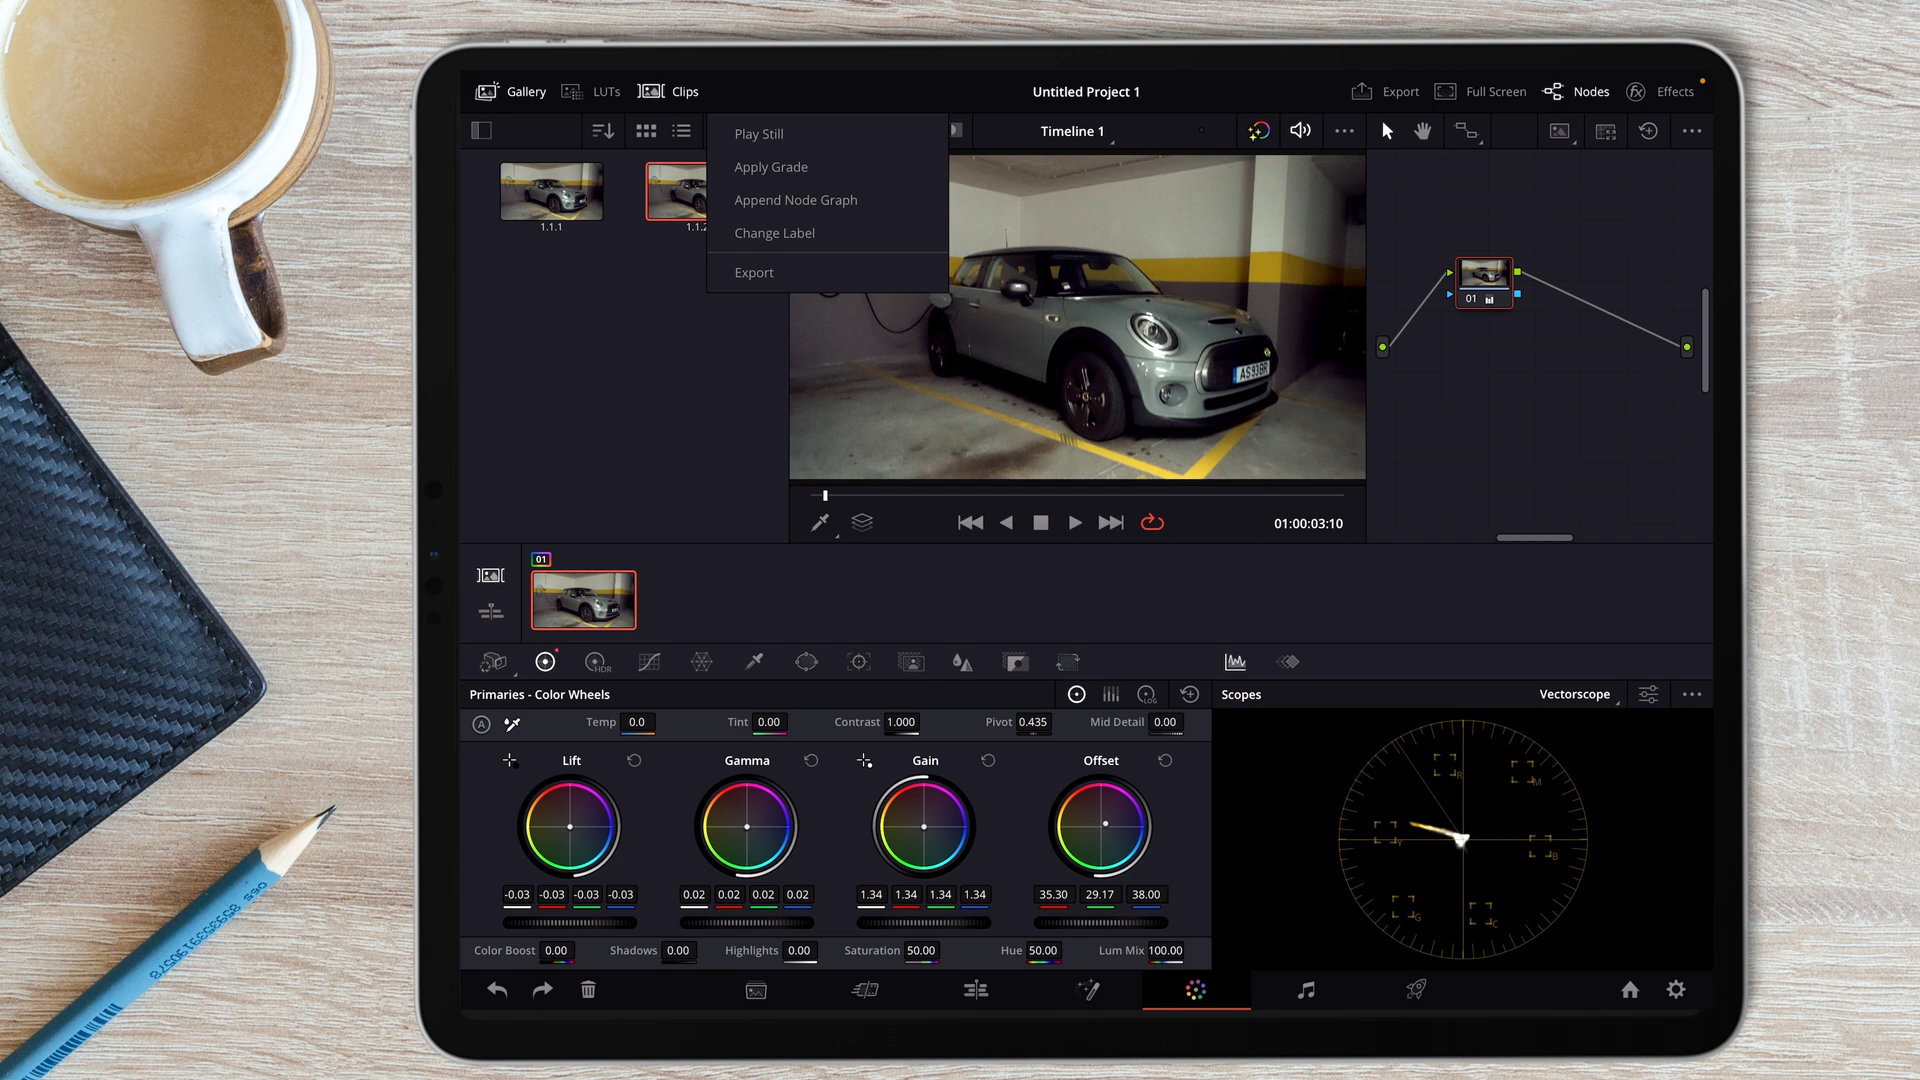 Gallery LUTs Clips Untitled Project 1 Export Full Screen Nodes Effects
Timeline 1
Play Still
Apply Grade
Append Node Graph
Change Label
Export
1.1.1 1.1.2
AS93BR
01
01:00:03:10
01
HDR
Primaries - Color Wheels LOG Scopes Vectorscope
A Temp 0.0 Tint 0.00 Contrast 1.000 Pivot 0.435 Mid Detail 0.00
Lift Gamma Gain Offset
R M
Y B
G C
-0.03 -0.03 -0.03 -0.03 0.02 0.02 0.02 0.02 1.34 1.34 1.34 1.34 35.30 29.17 38.00
Color Boost 0.00 Shadows 0.00 Highlights 0.00 Saturation 50.00 Hue 50.00 Lum Mix 100.00